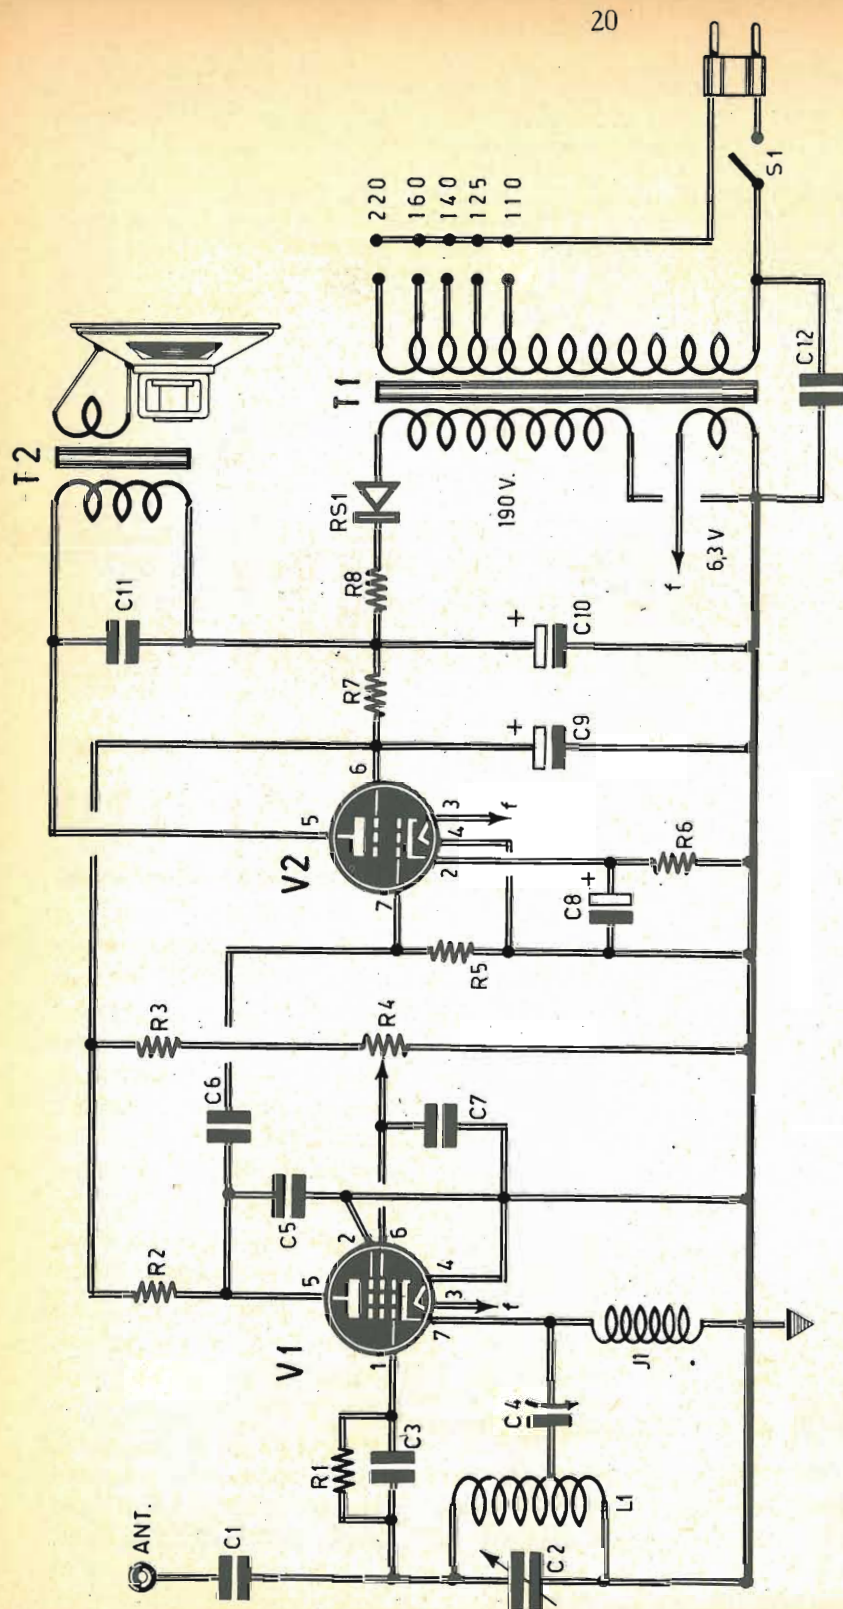 20
ANT.
C1
C2
L1
R1
C3
C4
J1
V1
1
2
3
4
5
6
7
f
R2
C5
C6
C7
R3
R4
R5
V2
7
5
6
2
4
3
f
C8
+
R6
C9
+
C10
+
R7
R8
RS1
C11
T2
T1
190 V.
6,3 V
f
220
160
140
125
110
S1
C12